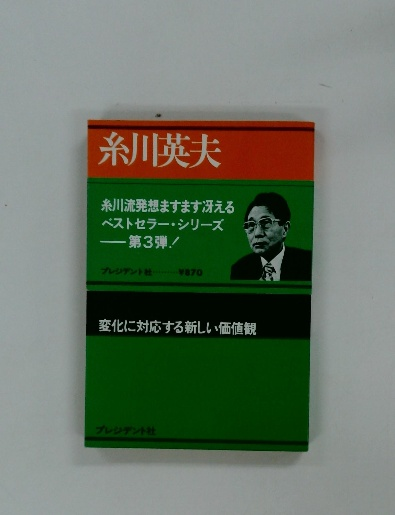 糸川英夫
糸川流発想ますます冴える
ベストセラー・シリーズ
——第3弾!
プレジデント社——¥870
変化に対応する新しい価値観
プレジデント社